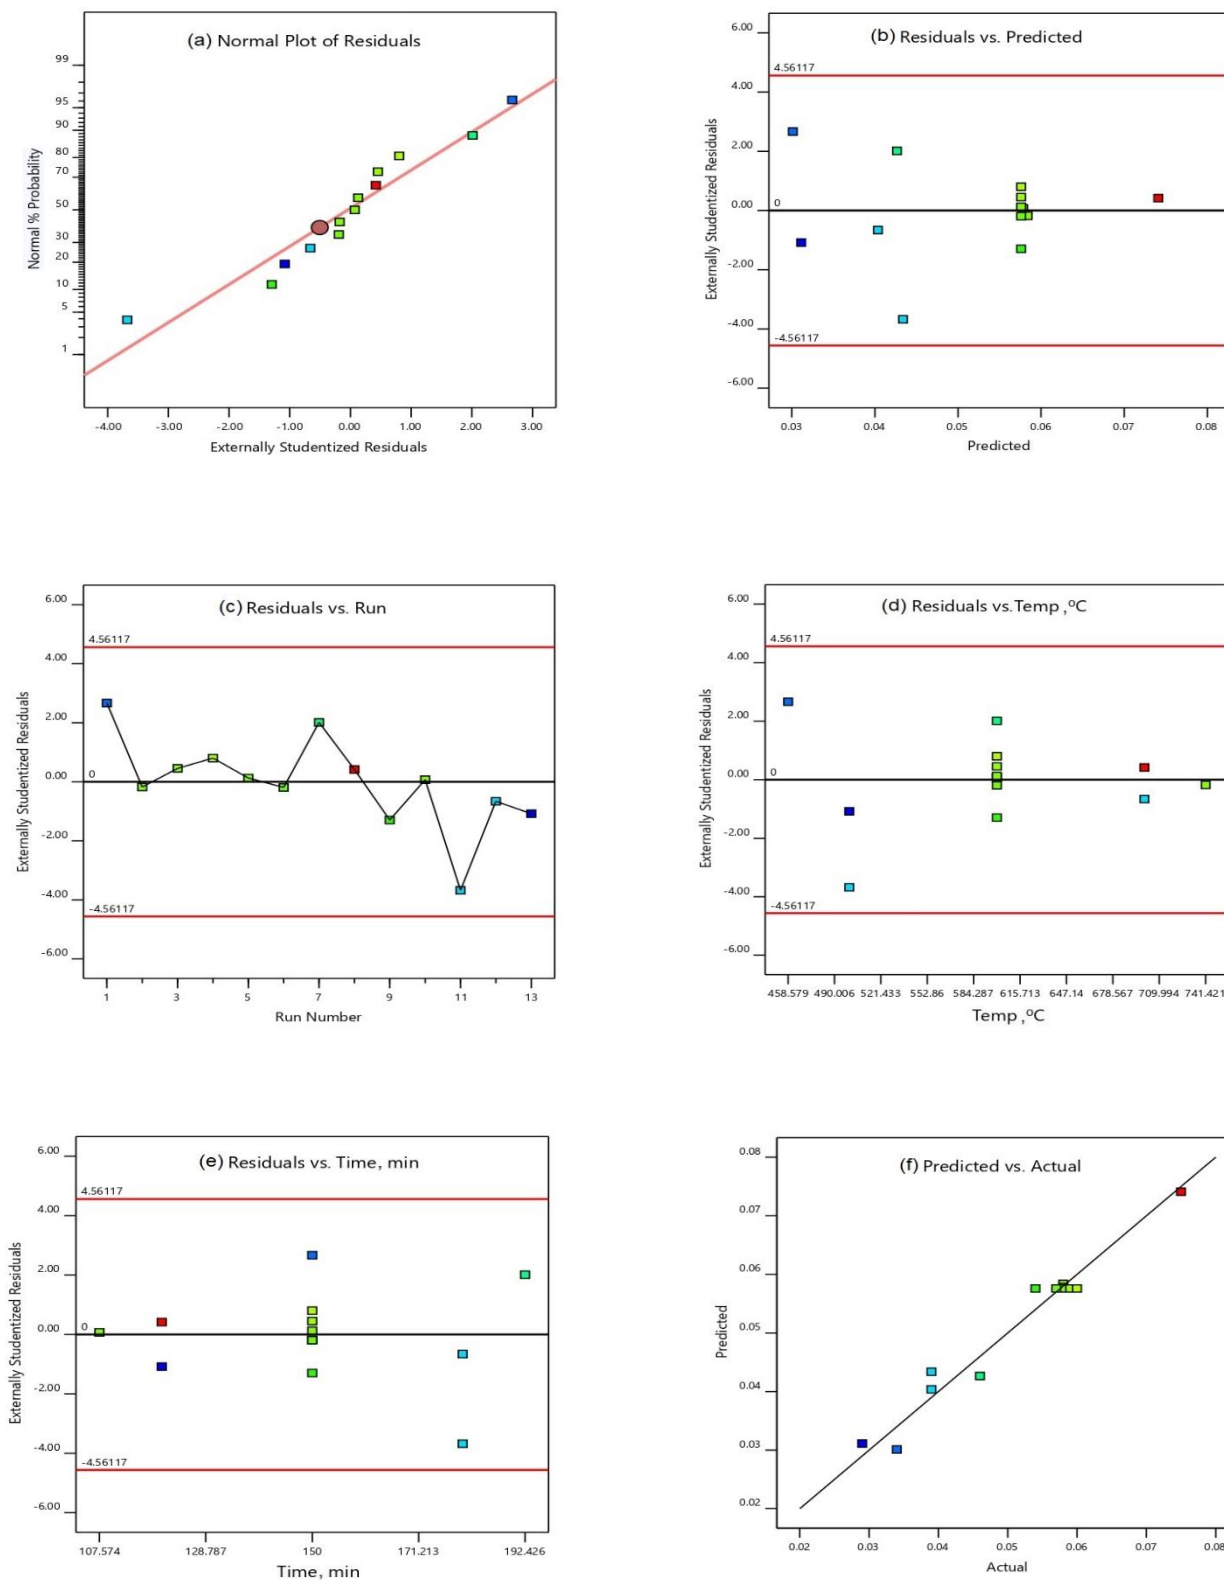 (a) Normal Plot of Residuals
Normal % Probability
99
95
90
80
70
50
30
20
10
5
1
-4.00 -3.00 -2.00 -1.00 0.00 1.00 2.00 3.00
Externally Studentized Residuals
(b) Residuals vs. Predicted
Externally Studentized Residuals
6.00
4.56117
4.00
2.00
0.00
0
-2.00
-4.00
-4.56117
-6.00
0.03 0.04 0.05 0.06 0.07 0.08
Predicted
(c) Residuals vs. Run
Externally Studentized Residuals
6.00
4.56117
4.00
2.00
0.00
0
-2.00
-4.00
-4.56117
-6.00
1 3 5 7 9 11 13
Run Number
(d) Residuals vs.Temp ,ºC
Externally Studentized Residuals
6.00
4.56117
4.00
2.00
0.00
0
-2.00
-4.00
-4.56117
-6.00
458.579 490.006 521.433 552.86 584.287 615.713 647.14 678.567 709.994 741.421
Temp ,ºC
(e) Residuals vs. Time, min
Externally Studentized Residuals
6.00
4.56117
4.00
2.00
0.00
0
-2.00
-4.00
-4.56117
-6.00
107.574 128.787 150 171.213 192.426
Time, min
(f) Predicted vs. Actual
Predicted
0.08
0.07
0.06
0.05
0.04
0.03
0.02
0.02 0.03 0.04 0.05 0.06 0.07 0.08
Actual